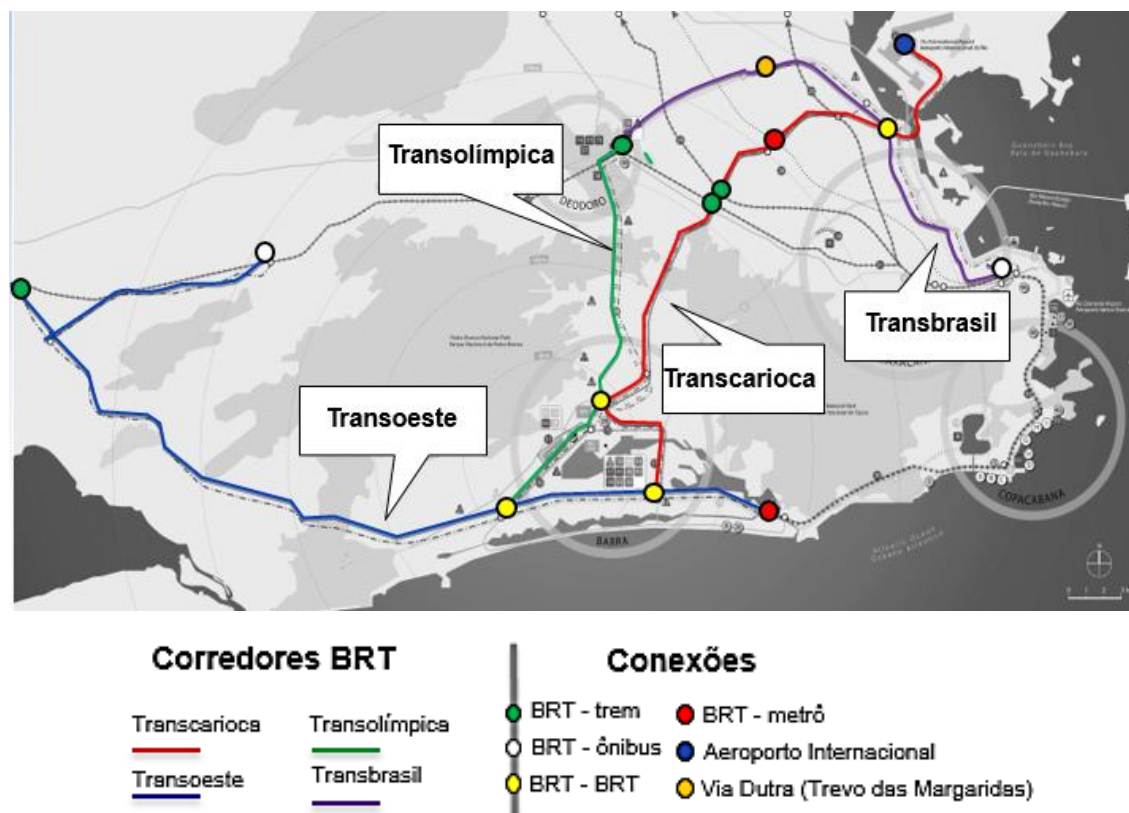 Transolímpica
DEODORO
Transbrasil
Transcarioca
Transoeste
COPACABANA
BARRA
Corredores BRT
Transcarioca
Transolímpica
Transoeste
Transbrasil
Conexões
BRT - trem
BRT - metrô
BRT - ônibus
Aeroporto Internacional
BRT - BRT
Via Dutra (Trevo das Margaridas)